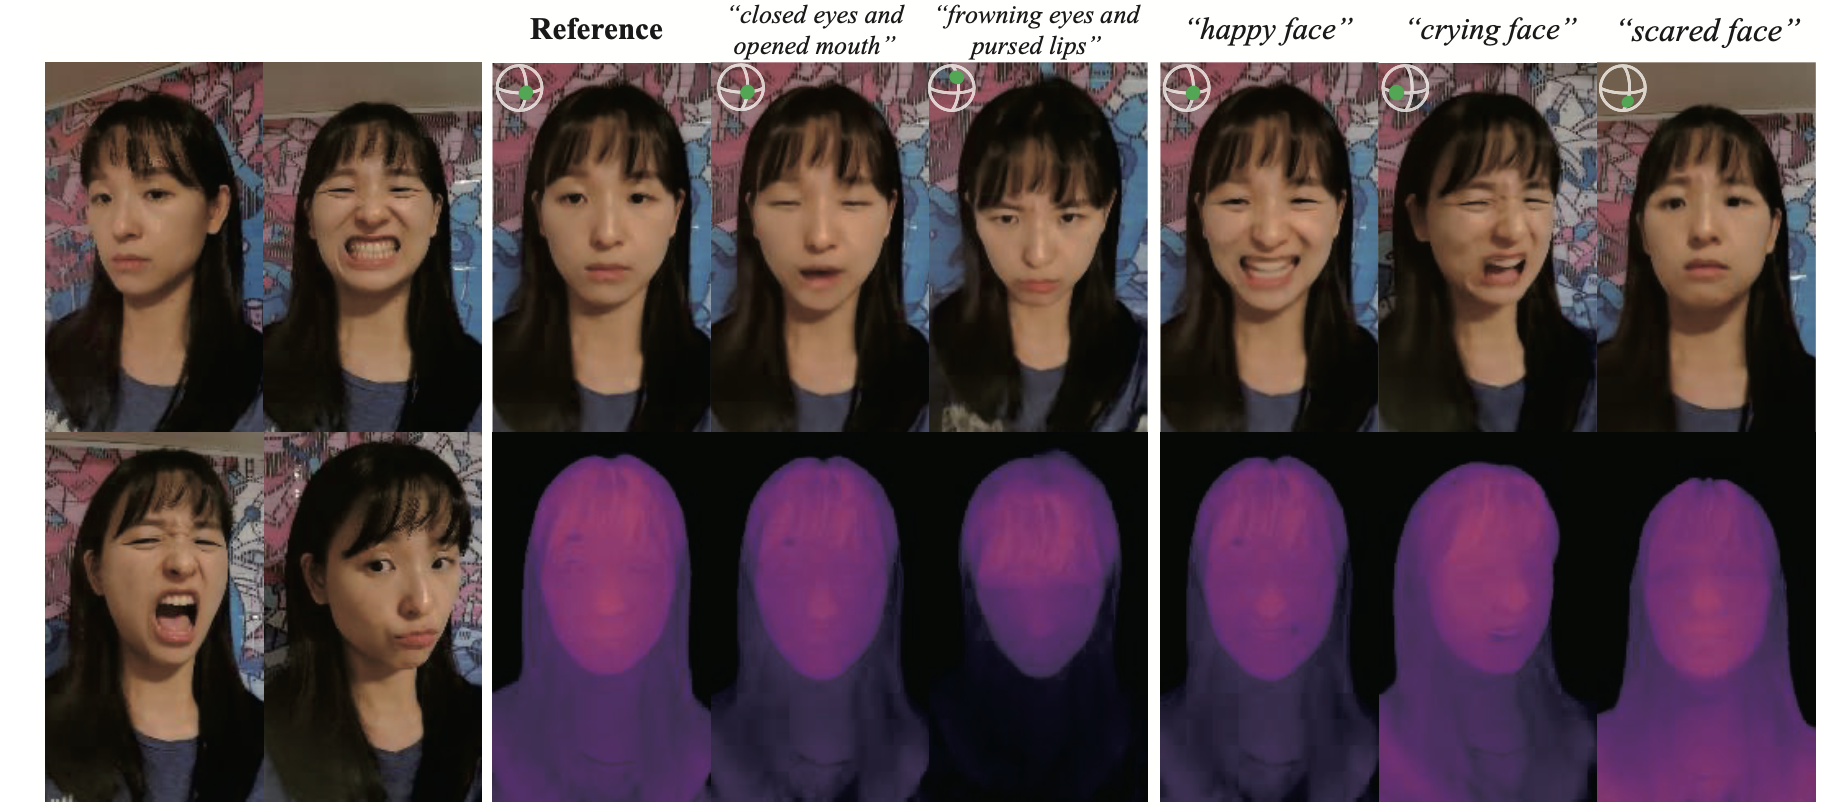 Reference
“closed eyes and
opened mouth”
“frowning eyes and
pursed lips”
“happy face”
“crying face”
“scared face”